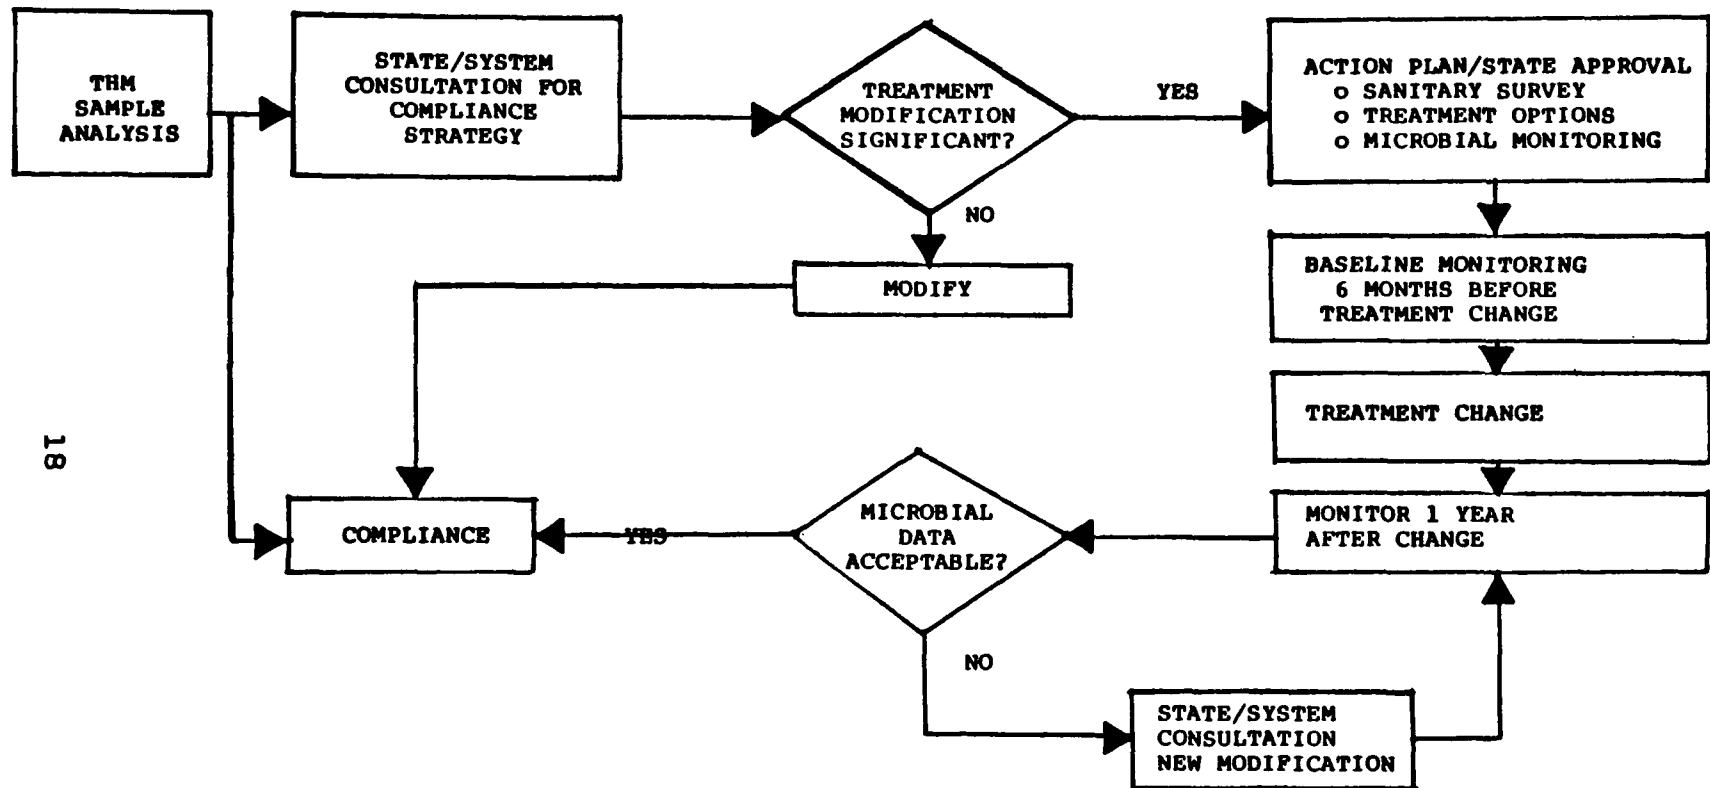 THM
SAMPLE
ANALYSIS
STATE/SYSTEM
CONSULTATION FOR
COMPLIANCE
STRATEGY
TREATMENT
MODIFICATION
SIGNIFICANT?
YES
ACTION PLAN/STATE APPROVAL
o SANITARY SURVEY
o TREATMENT OPTIONS
o MICROBIAL MONITORING
NO
MODIFY
BASELINE MONITORING
6 MONTHS BEFORE
TREATMENT CHANGE
TREATMENT CHANGE
MONITOR 1 YEAR
AFTER CHANGE
MICROBIAL
DATA
ACCEPTABLE?
YES
COMPLIANCE
NO
STATE/SYSTEM
CONSULTATION
NEW MODIFICATION
18